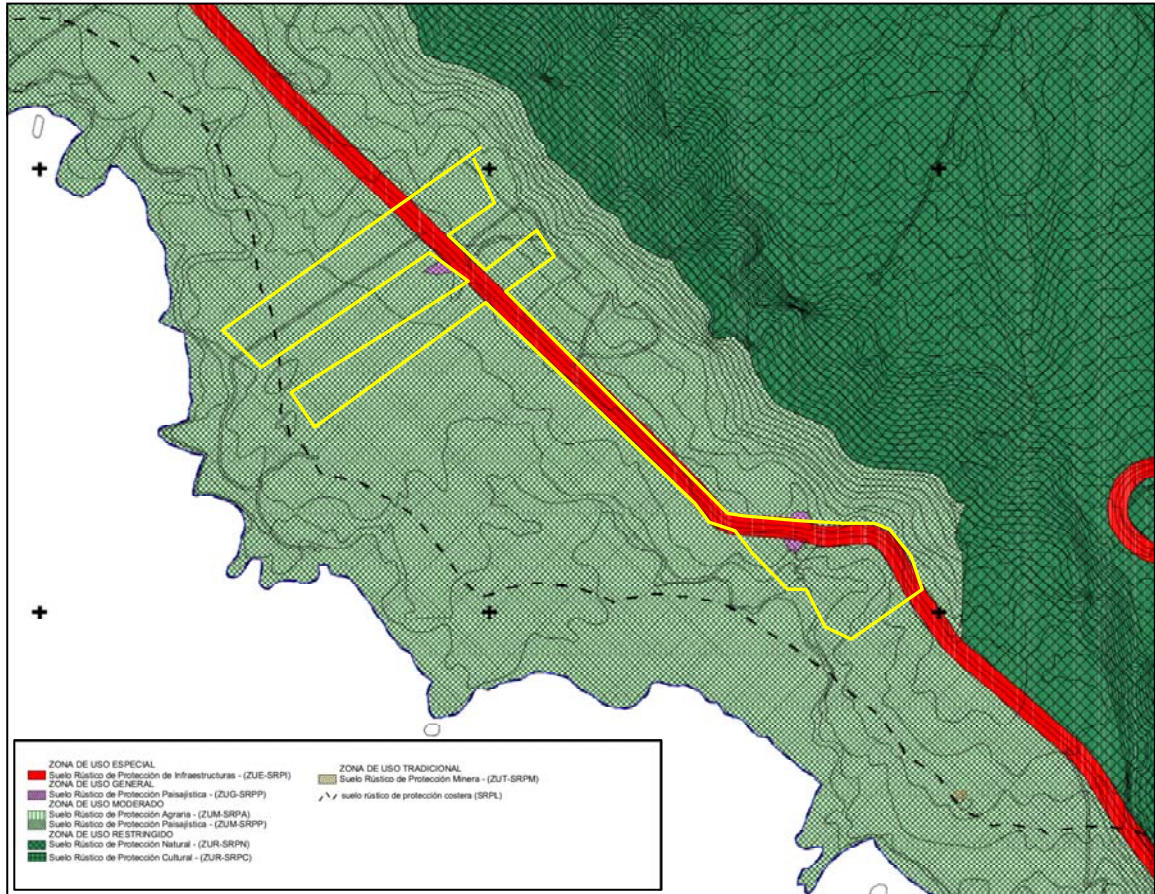 ZONA DE USO ESPECIAL
Suelo Rústico de Protección de Infraestructuras - (ZUE-SRPI)
ZONA DE USO GENERAL
Suelo Rústico de Protección Paisajística - (ZUG-SRPP)
ZONA DE USO MODERADO
Suelo Rústico de Protección Agraria - (ZUM-SRPA)
Suelo Rústico de Protección Paisajística - (ZUM-SRPP)
ZONA DE USO RESTRINGIDO
Suelo Rústico de Protección Natural - (ZUR-SRPN)
Suelo Rústico de Protección Cultural - (ZUR-SRPC)
ZONA DE USO TRADICIONAL
Suelo Rústico de Protección Minera - (ZUT-SRPM)
suelo rústico de protección costera (SRPL)